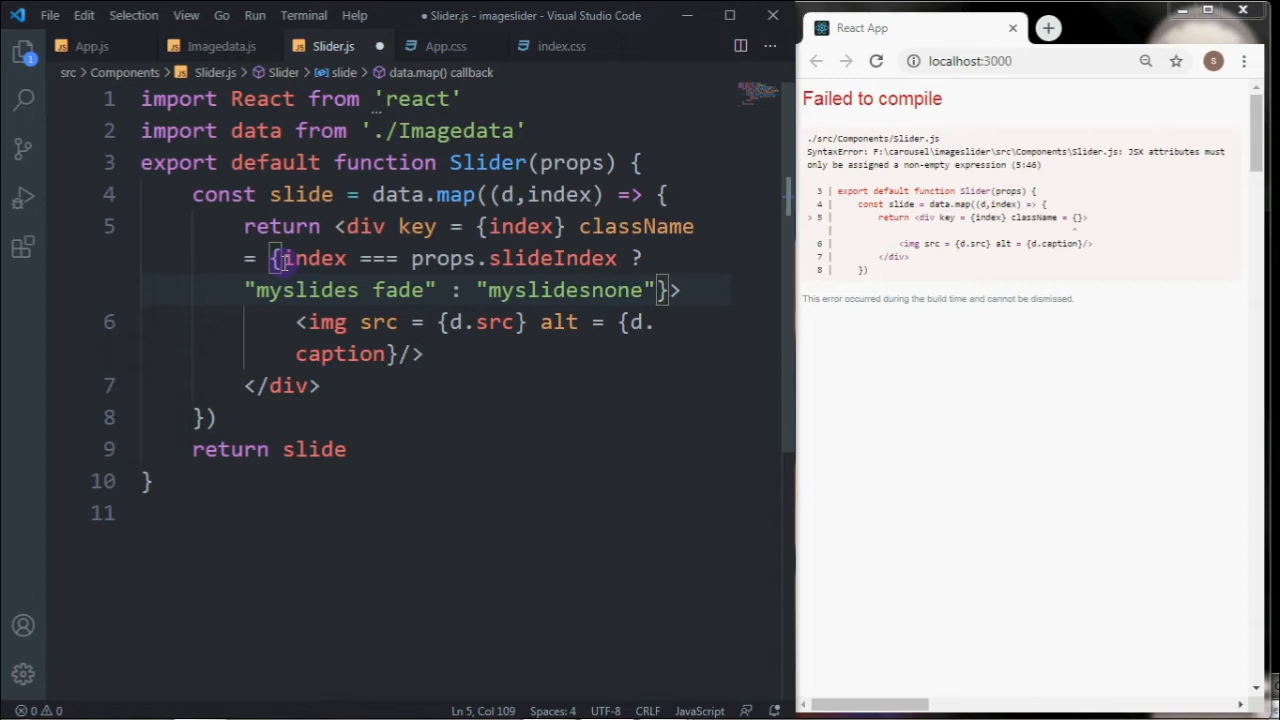 File Edit Selection View Go Run Terminal Help ● Slider.js - imageslider - Visual Studio Code
App.js Imagedata.js Slider.js App.css index.css
src > Components > Slider.js > Slider > slide > data.map() callback
1 import React from 'react'
2 import data from './Imagedata'
3 export default function Slider(props) {
4 const slide = data.map((d,index) => {
5 return <div key = {index} className
= {index === props.slideIndex ?
"myslides fade" : "myslidesnone"}>
6 <img src = {d.src} alt = {d.
caption}/>
7 </div>
8 })
9 return slide
10 }
11
1
0 0 Ln 5, Col 109 Spaces: 4 UTF-8 CRLF JavaScript
React App
localhost:3000 S
Failed to compile
./src/Components/Slider.js
SyntaxError: F:\carousel\imageslider\src\Components\Slider.js: JSX attributes must
only be assigned a non-empty expression (5:46)
3 | export default function Slider(props) {
4 | const slide = data.map((d,index) => {
> 5 | return <div key = {index} className = {}>
| ^
6 | <img src = {d.src} alt = {d.caption}/>
7 | </div>
8 | })
This error occurred during the build time and cannot be dismissed.